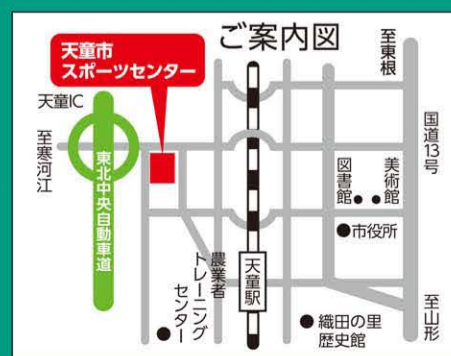 ご案内図
天童市
スポーツセンター
天童IC
至寒河江
東北中央自動車道
至東根
国道13号
美術館
図書館
市役所
天童駅
農業者
トレーニング
センター
織田の里
歴史館
至山形